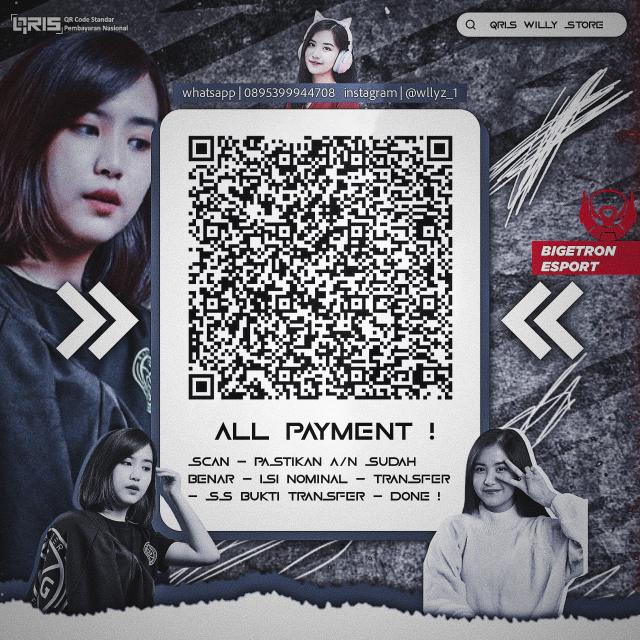 QRIS
QR Code Standar
Pembayaran Nasional
QRIS WILLY STORE
whatsapp | 0895399944708 instagram | @wllyz_1
BIGETRON
ESPORT
ALL PAYMENT !
SCAN - PASTIKAN A/N SUDAH
BENAR - ISI NOMINAL - TRANSFER
- S.S BUKTI TRANSFER - DONE !